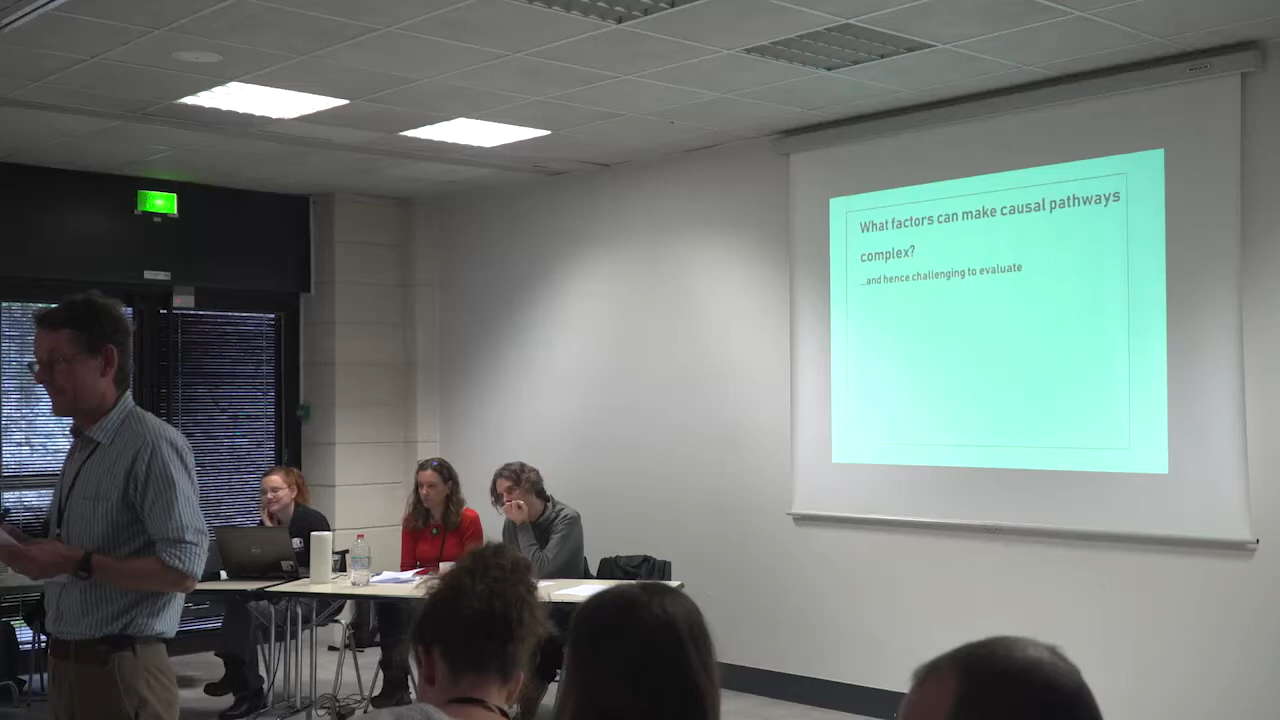 What factors can make causal pathways
complex?
...and hence challenging to evaluate